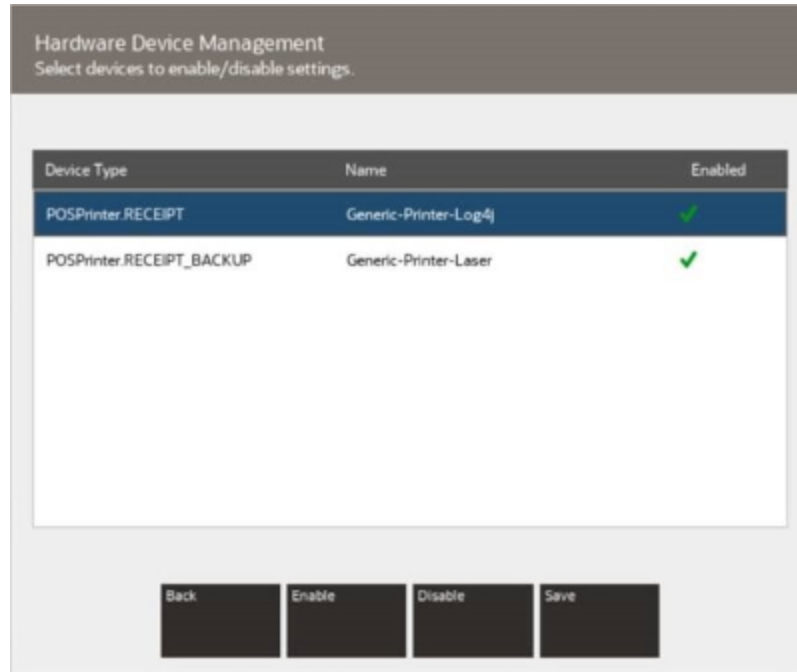 Hardware Device Management
Select devices to enable/disable settings.
Device Type Name Enabled
POSPrinter.RECEIPT Generic-Printer-Log4j
POSPrinter.RECEIPT_BACKUP Generic-Printer-Laser
Back Enable Disable Save